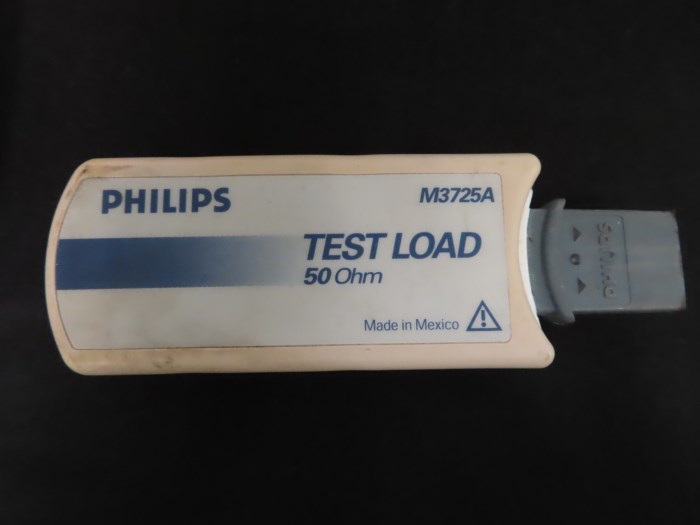 PHILIPS
M3725A
TEST LOAD
50 Ohm
Made in Mexico